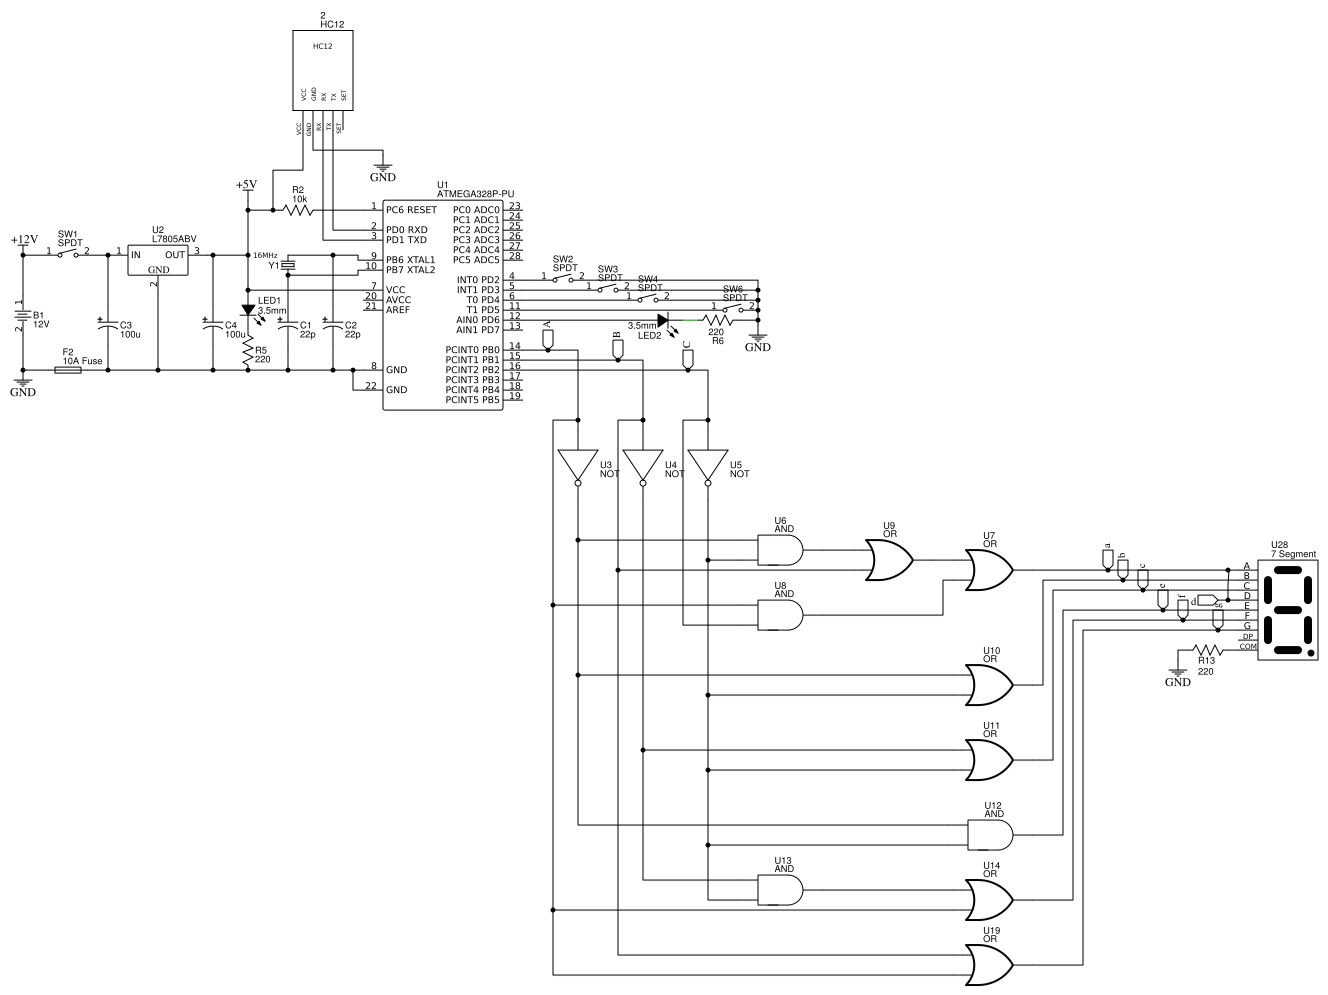 2
HC12
HC12
VCC
GND
RX
TX
SET
VCC
GND
RX
TX
SET
GND
+5V
R2
10k
U1
ATMEGA328P-PU
1 PC6 RESET
2 PD0 RXD
3 PD1 TXD
9 PB6 XTAL1
10 PB7 XTAL2
7 VCC
20 AVCC
21 AREF
8 GND
22 GND
PC0 ADC0 23
PC1 ADC1 24
PC2 ADC2 25
PC3 ADC3 26
PC4 ADC4 27
PC5 ADC5 28
INT0 PD2 4
INT1 PD3 5
T0 PD4 6
T1 PD5 11
AIN0 PD6 12
AIN1 PD7 13
PCINT0 PB0 14
PCINT1 PB1 15
PCINT2 PB2 16
PCINT3 PB3 17
PCINT4 PB4 18
PCINT5 PB5 19
+12V
SW1
SPDT
1 2
U2
L7805ABV
1 IN OUT 3
GND
2
16MHz
Y1
1
B1
12V
2
+
C3
100u
+
C4
100u
LED1
3.5mm
R5
220
+
C1
22p
+
C2
22p
F2
10A Fuse
GND
SW2
SPDT
1 2
SW3
SPDT
1 2
SW4
SPDT
1 2
SW6
SPDT
1 2
3.5mm
LED2
220
R6
GND
A
B
C
U3
NOT
U4
NOT
U5
NOT
U6
AND
U9
OR
U7
OR
U8
AND
U10
OR
U11
OR
U12
AND
U13
AND
U14
OR
U19
OR
a
b
c
d
e
f
g
U28
7 Segment
A
B
C
D
E
F
G
DP
COM
R13
220
GND